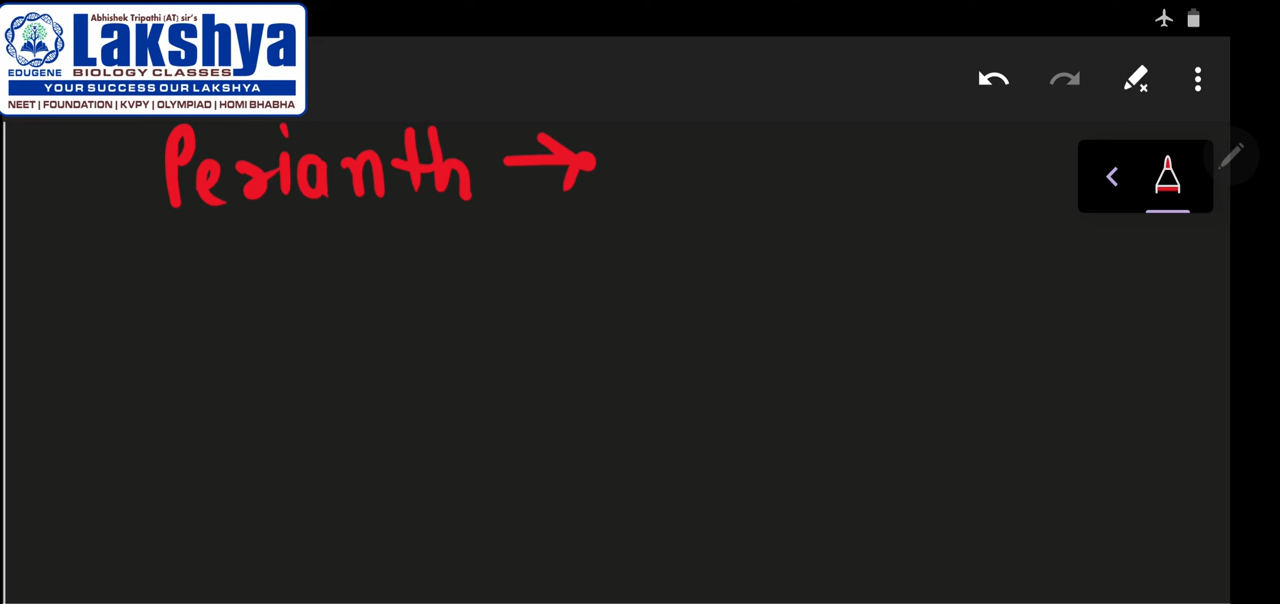 Abhishek Tripathi (AT) sir's
Lakshya
EDUGENE BIOLOGY CLASSES
YOUR SUCCESS OUR LAKSHYA
NEET | FOUNDATION | KVPY | OLYMPIAD | HOMI BHABHA
Perianth →